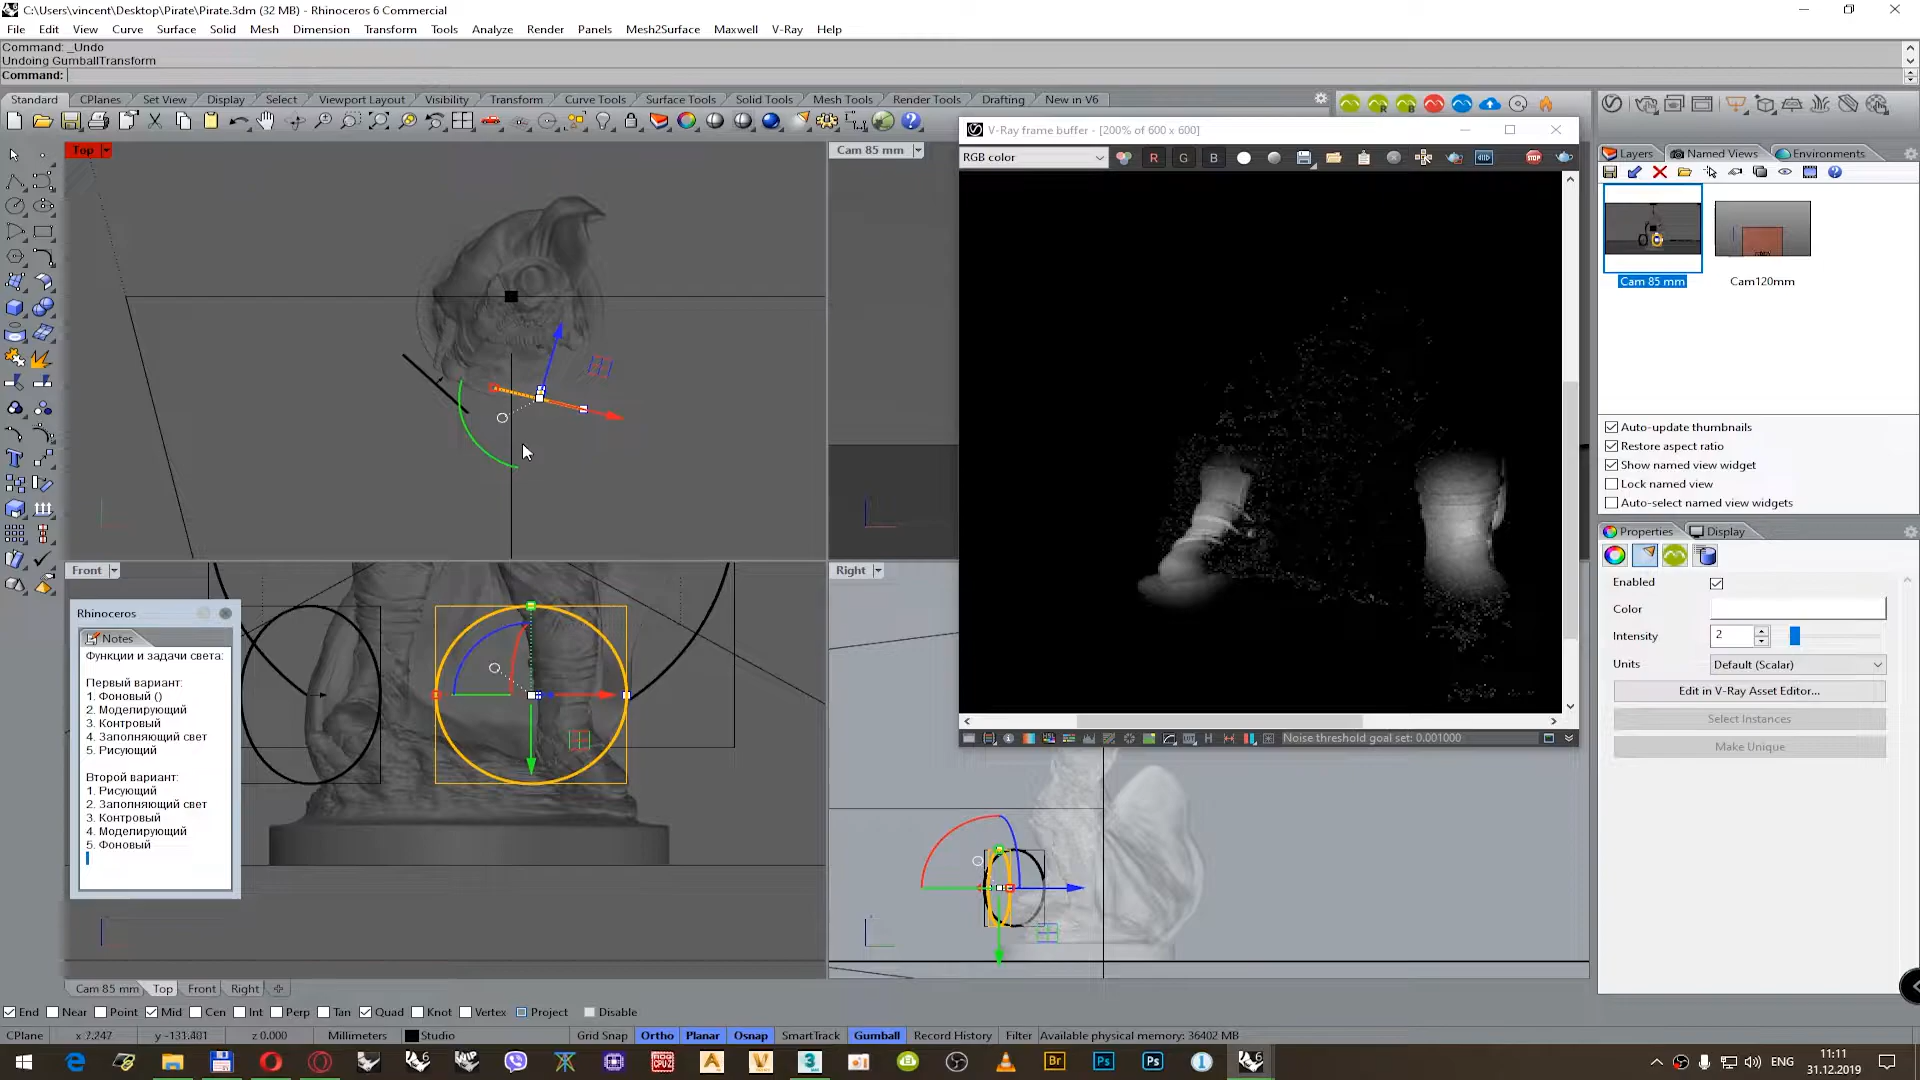 C:\Users\vincent\Desktop\Pirate\Pirate.3dm (32 MB) - Rhinoceros 6 Commercial
File Edit View Curve Surface Solid Mesh Dimension Transform Tools Analyze Render Panels Mesh2Surface Maxwell V-Ray Help
Command: _Undo
Undoing GumballTransform
Command:
Standard CPlanes Set View Display Select Viewport Layout Visibility Transform Curve Tools Surface Tools Solid Tools Mesh Tools Render Tools Drafting New in V6
Top
Cam 85 mm
V-Ray frame buffer - [200% of 600 x 600]
RGB color
R G B
STOP
Layers Named Views Environments
Cam 85 mm
Cam120mm
Auto-update thumbnails
Restore aspect ratio
Show named view widget
Lock named view
Auto-select named view widgets
Properties Display
Enabled
Color
Intensity 2
Units Default (Scalar)
Edit in V-Ray Asset Editor...
Select Instances
Make Unique
Noise threshold goal set: 0.001000
Front
Right
Rhinoceros
Notes
Функции и задачи света:
Первый вариант:
1. Фоновый ()
2. Моделирующий
3. Контровый
4. Заполняющий свет
5. Рисующий
Второй вариант:
1. Рисующий
2. Заполняющий свет
3. Контровый
4. Моделирующий
5. Фоновый
Cam 85 mm Top Front Right
End Near Point Mid Cen Int Perp Tan Quad Knot Vertex Project Disable
CPlane x 7.247 y -131.481 z 0.000 Millimeters Studio Grid Snap Ortho Planar Osnap SmartTrack Gumball Record History Filter Available physical memory: 36402 MB
Br Ps Ps ENG
11:11
31.12.2019